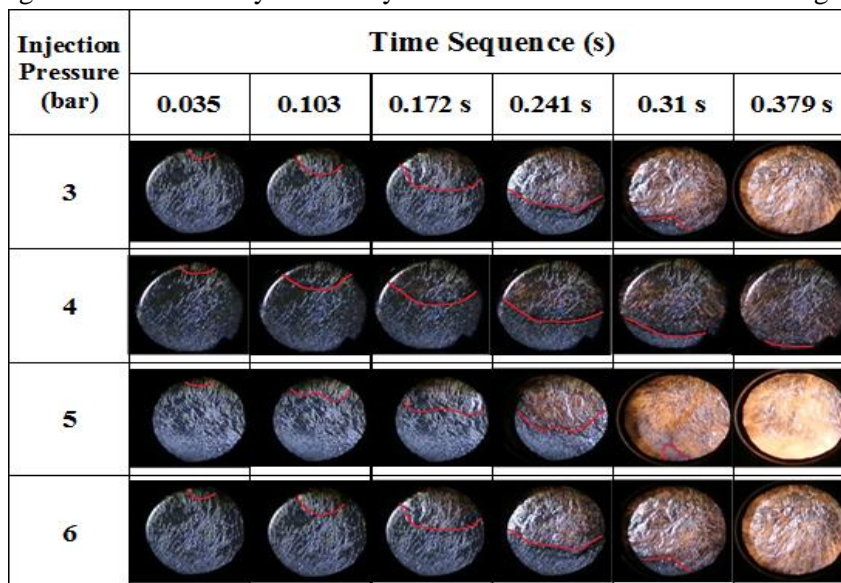 Injection
Pressure
(bar)
Time Sequence (s)
0.035
0.103
0.172 s
0.241 s
0.31 s
0.379 s
3
4
5
6